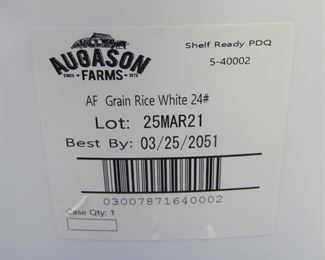 AUGASON
SINCE FARMS 1972
Shelf Ready PDQ
5-40002
AF Grain Rice White 24#
Lot: 25MAR21
Best By: 03/25/2051
03007871640002
Case Qty: 1